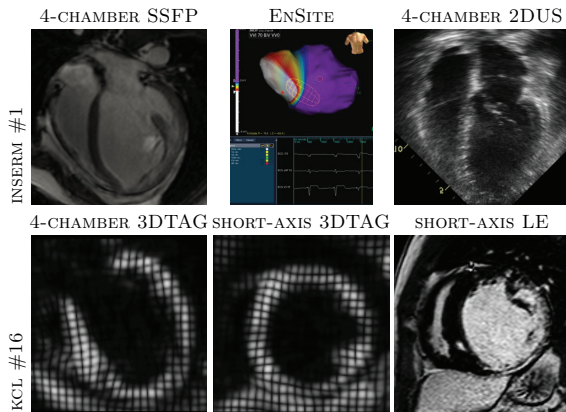 4-CHAMBER SSFP
ENSITE
4-CHAMBER 2DUS
INSERM #1
4-CHAMBER 3DTAG
SHORT-AXIS 3DTAG
SHORT-AXIS LE
KCL #16